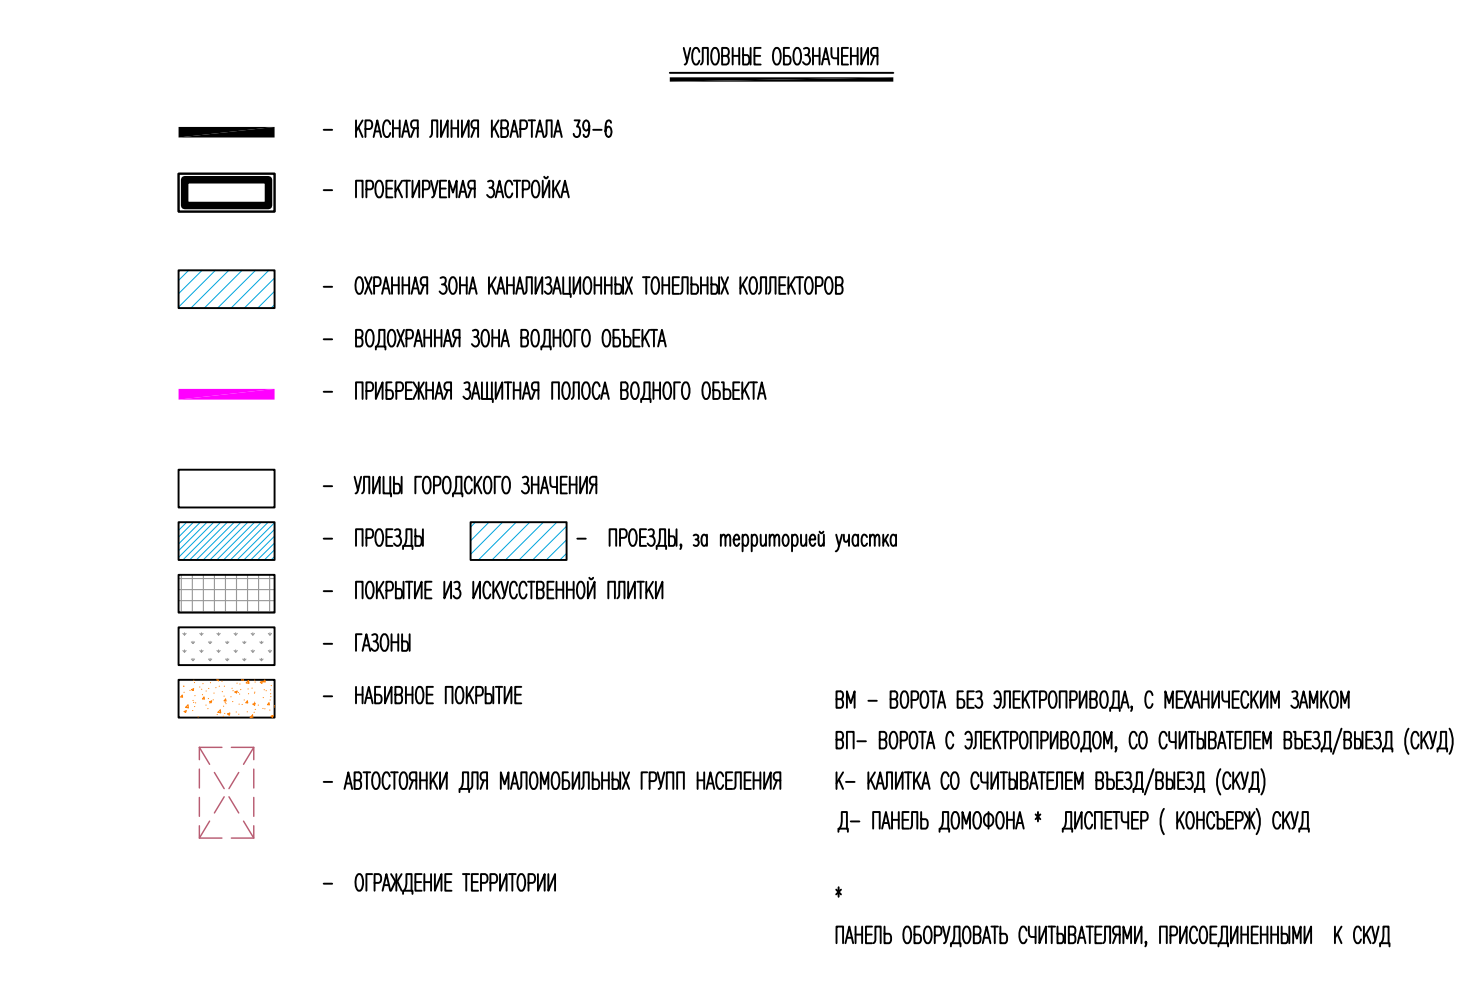 УСЛОВНЫЕ ОБОЗНАЧЕНИЯ
- КРАСНАЯ ЛИНИЯ КВАРТАЛА 39-6
- ПРОЕКТИРУЕМАЯ ЗАСТРОЙКА
- ОХРАННАЯ ЗОНА КАНАЛИЗАЦИОННЫХ ТОНЕЛЬНЫХ КОЛЛЕКТОРОВ
- ВОДОХРАННАЯ ЗОНА ВОДНОГО ОБЪЕКТА
- ПРИБРЕЖНАЯ ЗАЩИТНАЯ ПОЛОСА ВОДНОГО ОБЪЕКТА
- УЛИЦЫ ГОРОДСКОГО ЗНАЧЕНИЯ
- ПРОЕЗДЫ - ПРОЕЗДЫ, за территорией участка
- ПОКРЫТИЕ ИЗ ИСКУССТВЕННОЙ ПЛИТКИ
- ГАЗОНЫ
- НАБИВНОЕ ПОКРЫТИЕ
- АВТОСТОЯНКИ ДЛЯ МАЛОМОБИЛЬНЫХ ГРУПП НАСЕЛЕНИЯ
- ОГРАЖДЕНИЕ ТЕРРИТОРИИ
ВМ - ВОРОТА БЕЗ ЭЛЕКТРОПРИВОДА, С МЕХАНИЧЕСКИМ ЗАМКОМ
ВП- ВОРОТА С ЭЛЕКТРОПРИВОДОМ, СО СЧИТЫВАТЕЛЕМ ВЪЕЗД/ВЫЕЗД (СКУД)
К- КАЛИТКА СО СЧИТЫВАТЕЛЕМ ВЪЕЗД/ВЫЕЗД (СКУД)
Д- ПАНЕЛЬ ДОМОФОНА * ДИСПЕТЧЕР ( КОНСЪЕРЖ) СКУД
*
ПАНЕЛЬ ОБОРУДОВАТЬ СЧИТЫВАТЕЛЯМИ, ПРИСОЕДИНЕННЫМИ К СКУД